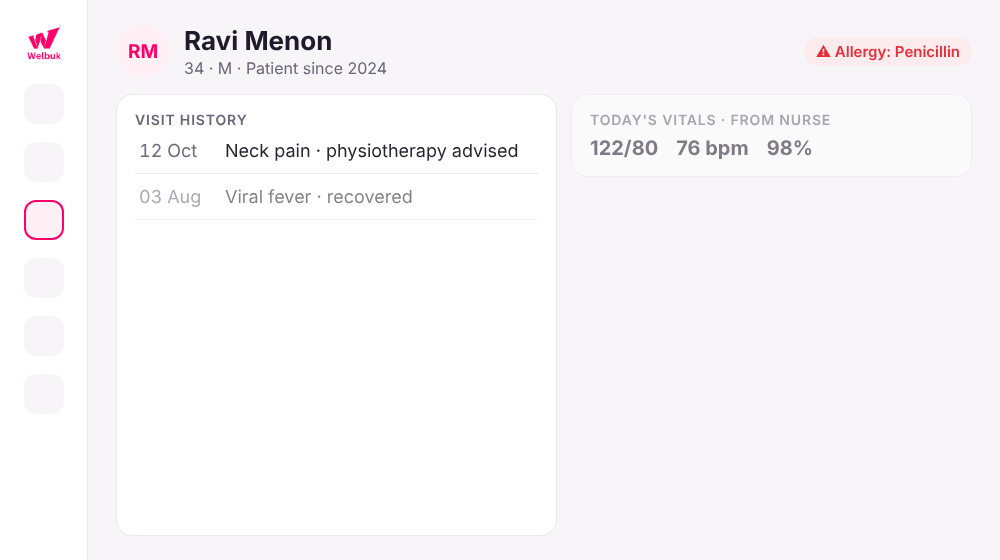 Welbuk
RM
Ravi Menon
34 · M · Patient since 2024
⚠ Allergy: Penicillin
VISIT HISTORY
12 Oct Neck pain · physiotherapy advised
03 Aug Viral fever · recovered
TODAY'S VITALS · FROM NURSE
122/80 76 bpm 98%